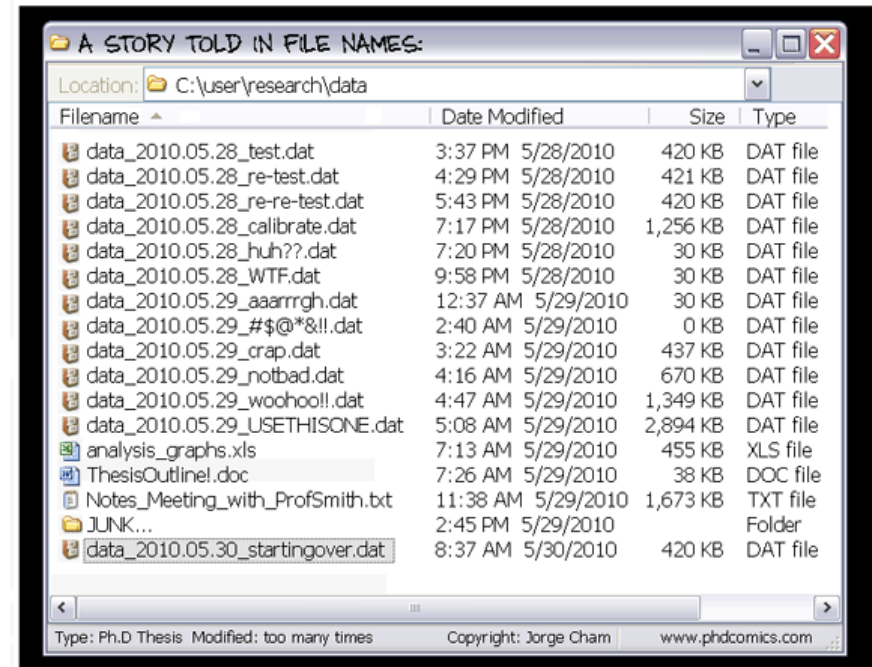 A STORY TOLD IN FILE NAMES:
Location: C:\user\research\data
Filename Date Modified Size Type
data_2010.05.28_test.dat 3:37 PM 5/28/2010 420 KB DAT file
data_2010.05.28_re-test.dat 4:29 PM 5/28/2010 421 KB DAT file
data_2010.05.28_re-re-test.dat 5:43 PM 5/28/2010 420 KB DAT file
data_2010.05.28_calibrate.dat 7:17 PM 5/28/2010 1,256 KB DAT file
data_2010.05.28_huh??.dat 7:20 PM 5/28/2010 30 KB DAT file
data_2010.05.28_WTF.dat 9:58 PM 5/28/2010 30 KB DAT file
data_2010.05.29_aaarrrgh.dat 12:37 AM 5/29/2010 30 KB DAT file
data_2010.05.29_#$@*&!!.dat 2:40 AM 5/29/2010 0 KB DAT file
data_2010.05.29_crap.dat 3:22 AM 5/29/2010 437 KB DAT file
data_2010.05.29_notbad.dat 4:16 AM 5/29/2010 670 KB DAT file
data_2010.05.29_woohoo!!.dat 4:47 AM 5/29/2010 1,349 KB DAT file
data_2010.05.29_USETHISONE.dat 5:08 AM 5/29/2010 2,894 KB DAT file
analysis_graphs.xls 7:13 AM 5/29/2010 455 KB XLS file
ThesisOutline!.doc 7:26 AM 5/29/2010 38 KB DOC file
Notes_Meeting_with_ProfSmith.txt 11:38 AM 5/29/2010 1,673 KB TXT file
JUNK... 2:45 PM 5/29/2010 Folder
data_2010.05.30_startingover.dat 8:37 AM 5/30/2010 420 KB DAT file
Type: Ph.D Thesis Modified: too many times Copyright: Jorge Cham www.phdcomics.com